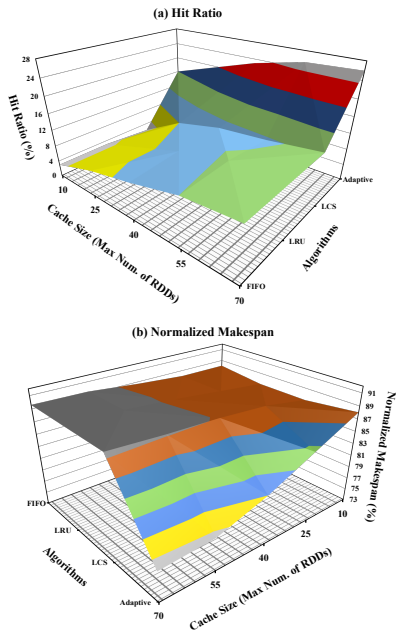 (a) Hit Ratio
28
24
20
16
12
8
4
0
Hit Ratio (%)
10
25
40
55
70
Cache Size (Max Num. of RDDs)
FIFO
LRU
LCS
Adaptive
Algorithms
(b) Normalized Makespan
91
89
87
85
83
81
79
77
75
73
Normalized Makespan (%)
FIFO
LRU
LCS
Adaptive
Algorithms
70
55
40
25
10
Cache Size (Max Num. of RDDs)